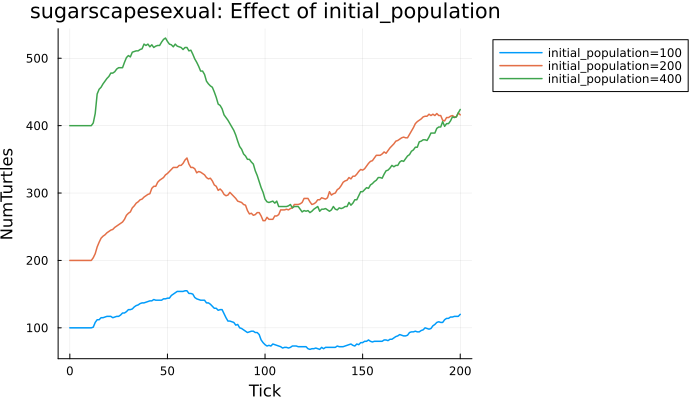 sugarscapesexual: Effect of initial_population
initial_population=100
initial_population=200
initial_population=400
NumTurtles
500
400
300
200
100
0 50 100 150 200
Tick